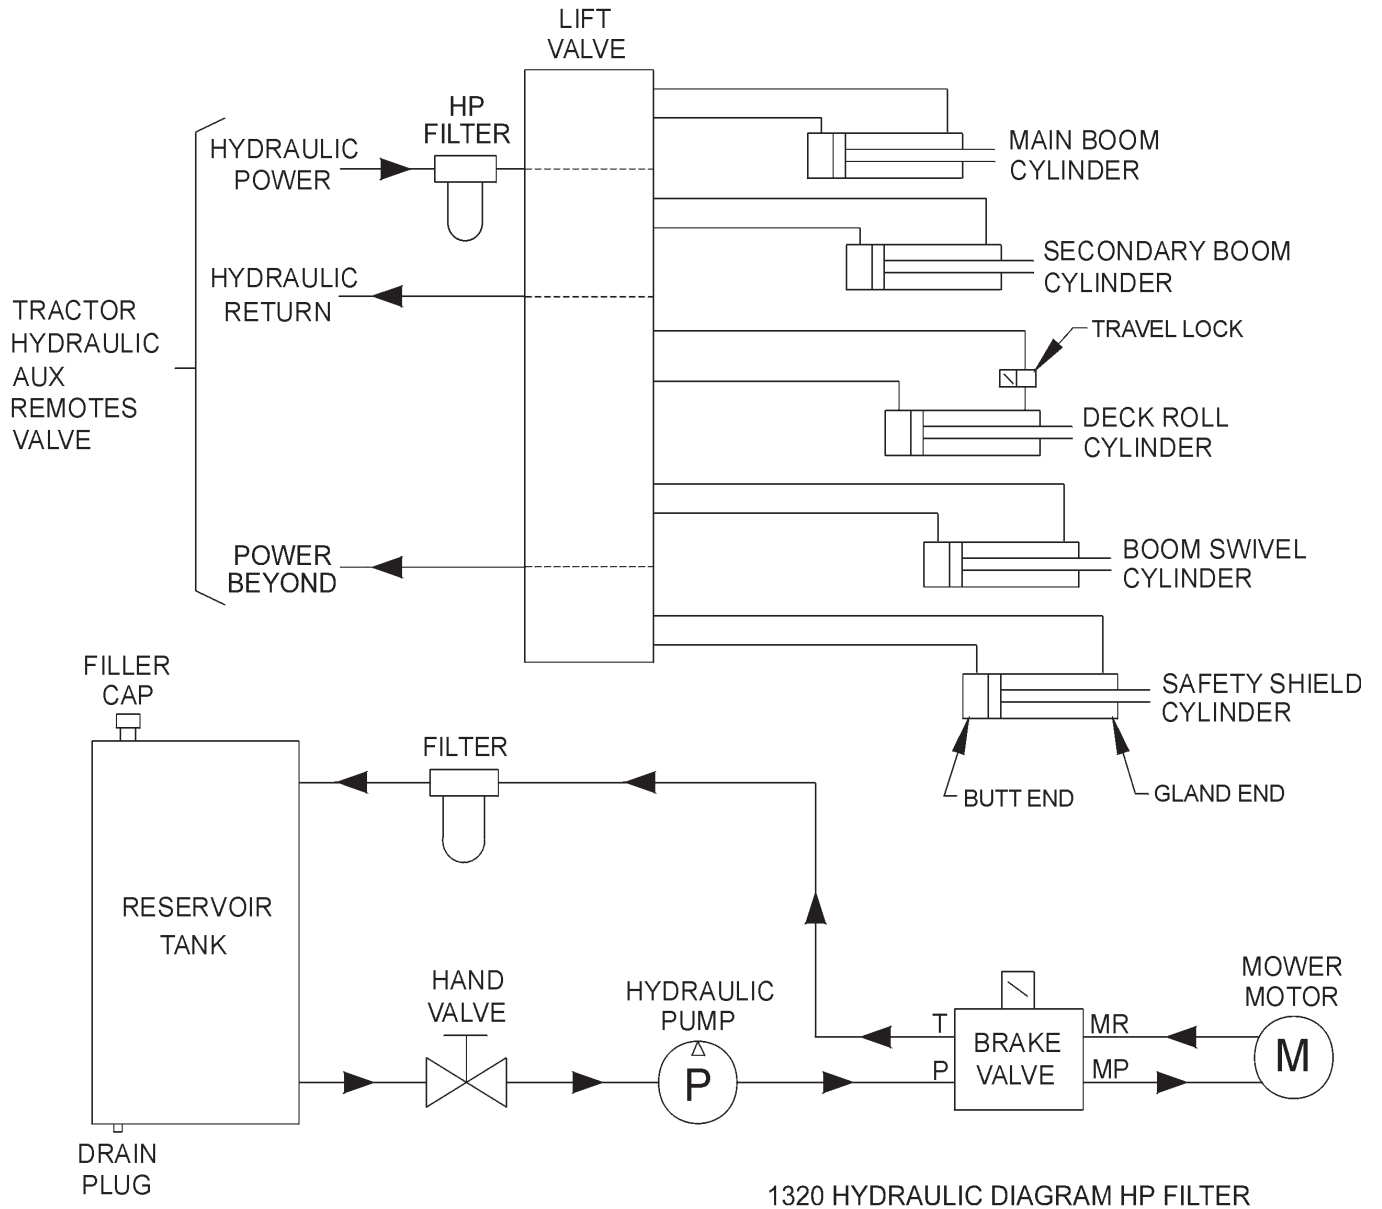 LIFT
VALVE
HP
FILTER
HYDRAULIC
POWER
HYDRAULIC
RETURN
TRACTOR
HYDRAULIC
AUX
REMOTES
VALVE
POWER
BEYOND
MAIN BOOM
CYLINDER
SECONDARY BOOM
CYLINDER
TRAVEL LOCK
DECK ROLL
CYLINDER
BOOM SWIVEL
CYLINDER
SAFETY SHIELD
CYLINDER
BUTT END
GLAND END
FILLER
CAP
FILTER
RESERVOIR
TANK
HAND
VALVE
HYDRAULIC
PUMP
P
T
P
BRAKE
VALVE
MR
MP
MOWER
MOTOR
M
DRAIN
PLUG
1320 HYDRAULIC DIAGRAM HP FILTER